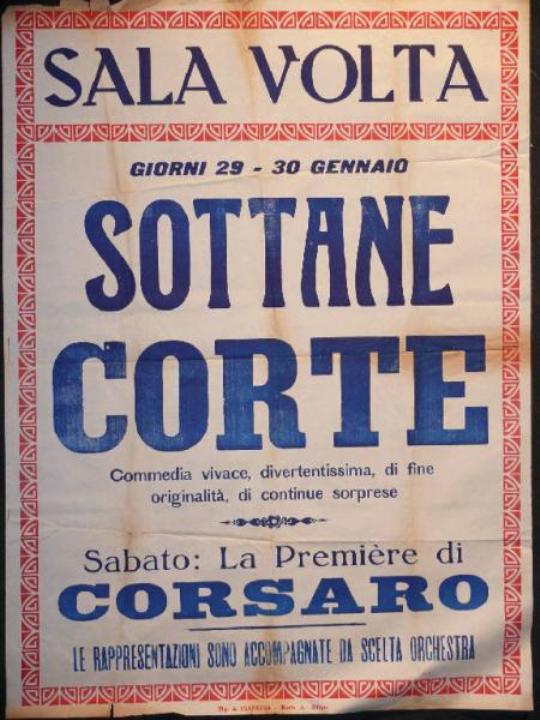 SALA VOLTA
GIORNI 29 - 30 GENNAIO
SOTTANE
CORTE
Commedia vivace, divertentissima, di fine
originalità, di continue sorprese
Sabato: La Première di
CORSARO
LE RAPPRESENTAZIONI SONO ACCOMPAGNATE DA SCELTA ORCHESTRA